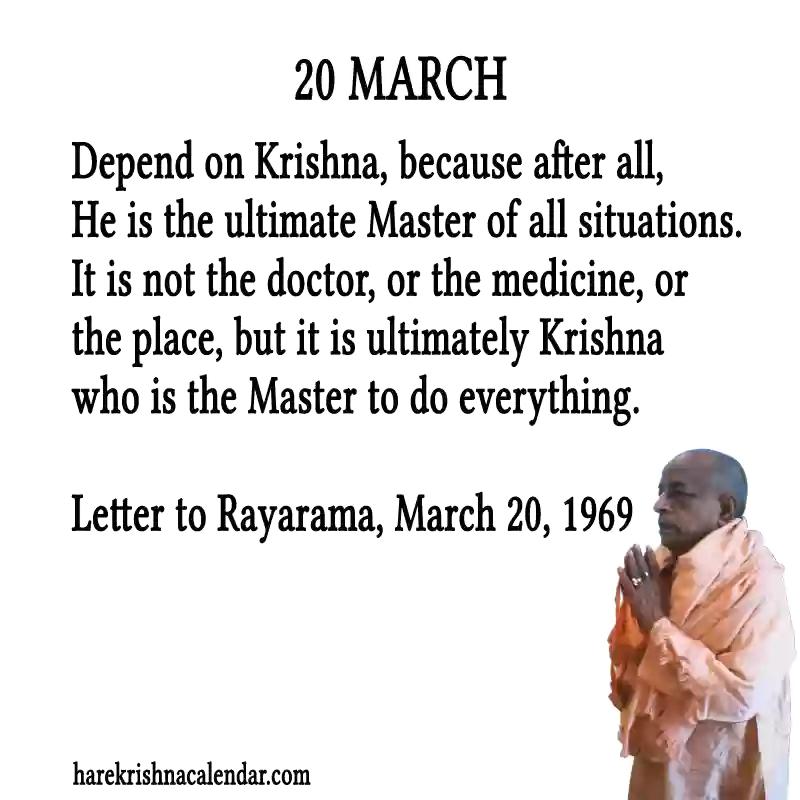 20 MARCH
Depend on Krishna, because after all,
He is the ultimate Master of all situations.
It is not the doctor, or the medicine, or
the place, but it is ultimately Krishna
who is the Master to do everything.
Letter to Rayarama, March 20, 1969
harekrishnacalendar.com